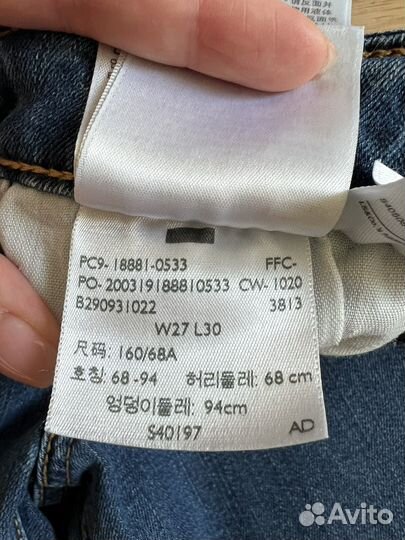 PC9- 18881-0533 FFC-
PO- 200319188810533 CW- 1020
B290931022 3813
W27 L30
尺码: 160/68A
호칭: 68 -94 허리둘레: 68 cm
엉덩이둘레: 94cm
S40197 AD
Avito